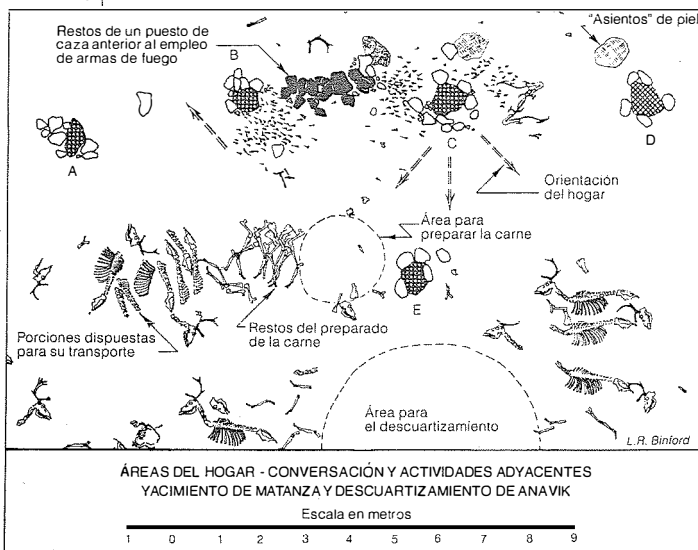 "Asientos" de piel
Restos de un puesto de
caza anterior al empleo
de armas de fuego
B
A
C
D
Orientación
del hogar
Área para
preparar la carne
E
Porciones dispuestas
para su transporte
Restos del preparado
de la carne
Área para
el descuartizamiento
L.R. Binford
ÁREAS DEL HOGAR - CONVERSACIÓN Y ACTIVIDADES ADYACENTES
YACIMIENTO DE MATANZA Y DESCUARTIZAMIENTO DE ANAVIK
Escala en metros
1 0 1 2 3 4 5 6 7 8 9